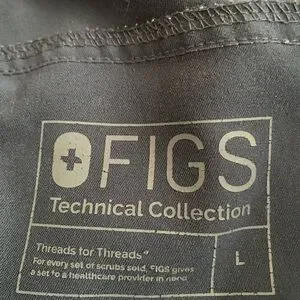 FIGS
Technical Collection
Threads for Threads™
For every set of scrubs sold, FIGS gives
a set to a healthcare provider in need
L